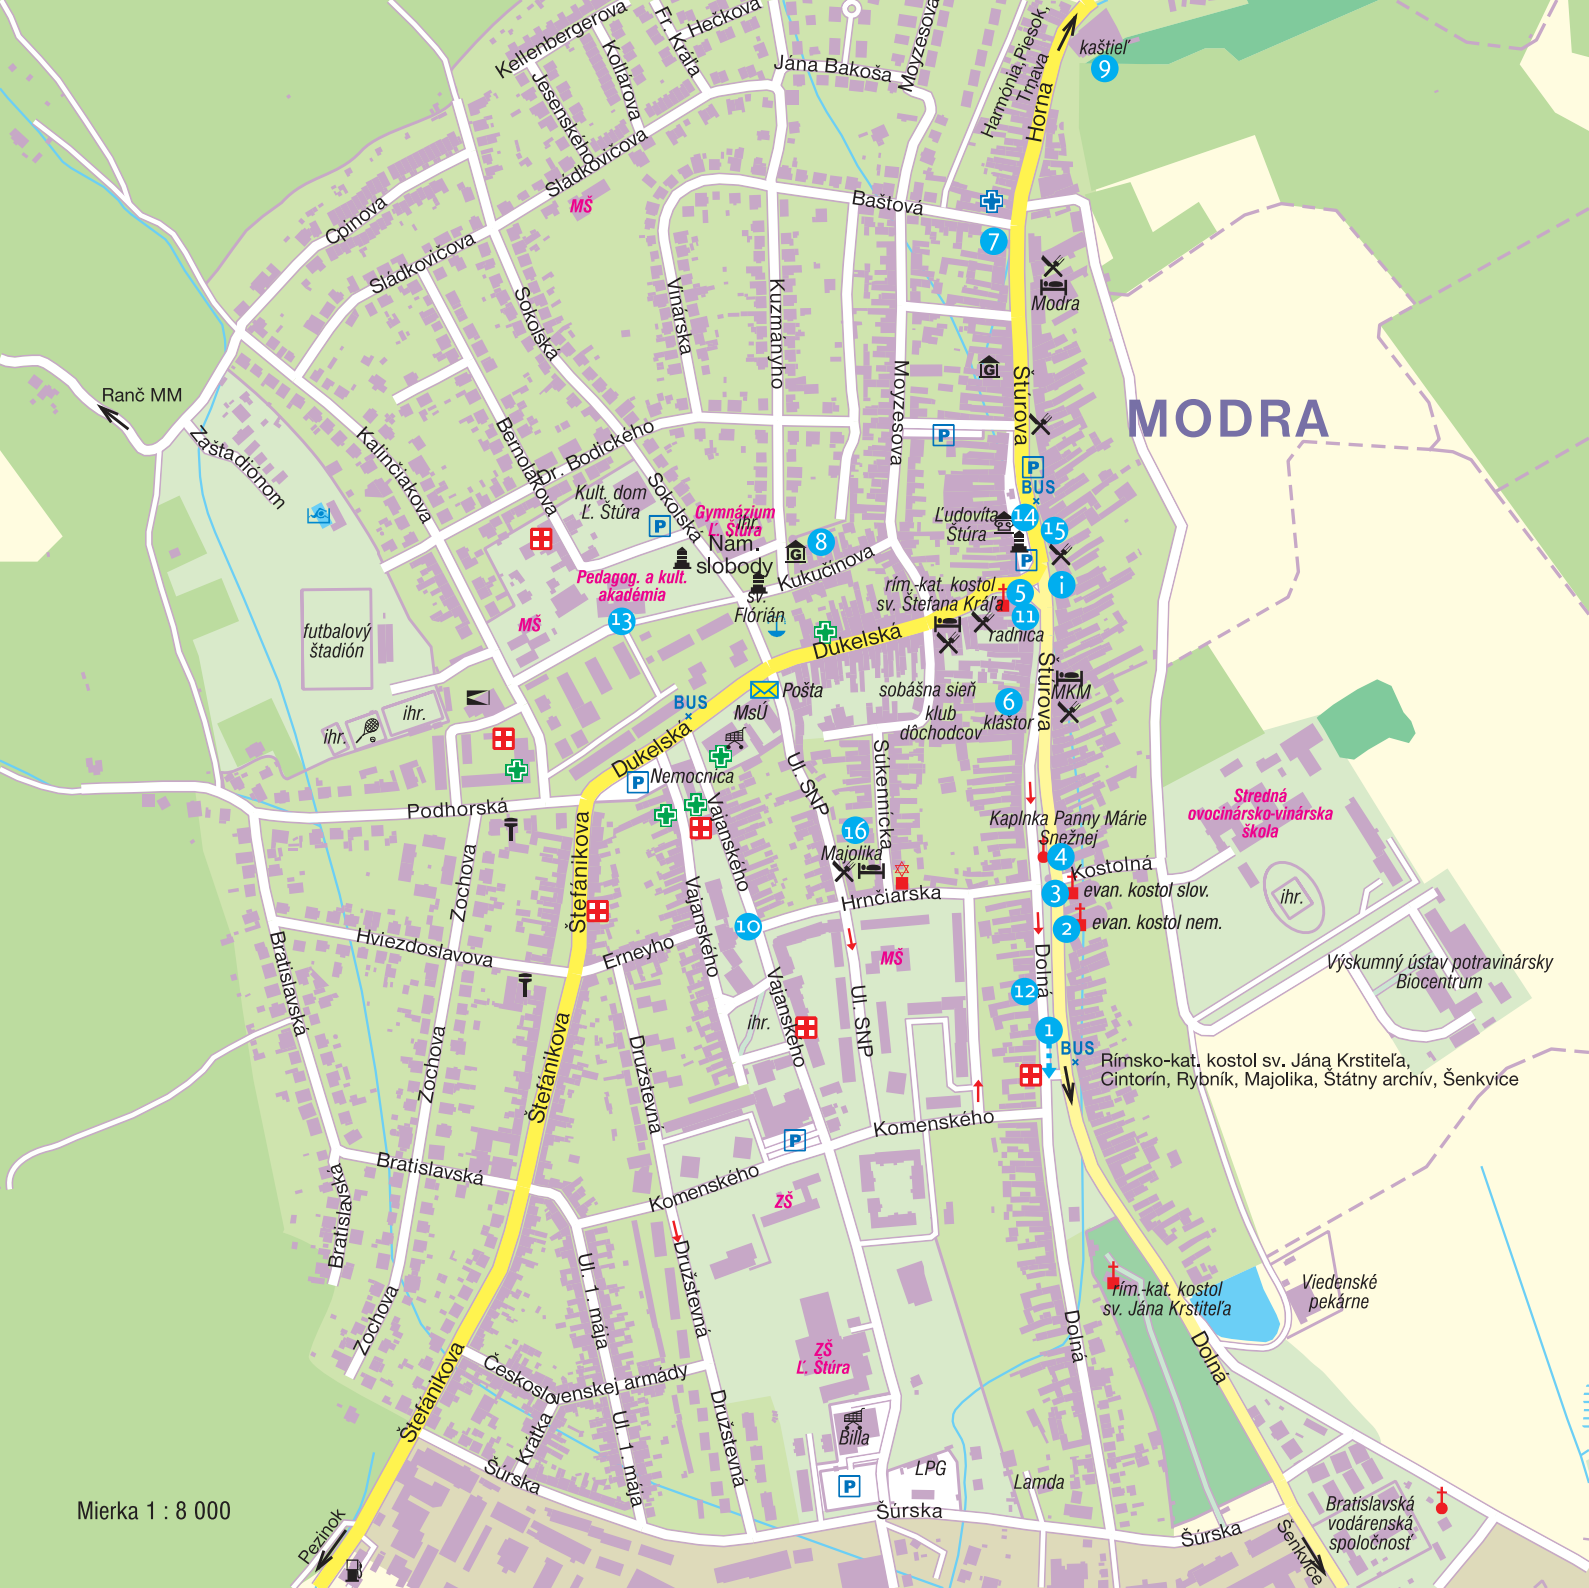 Kellenbergerova
Fr. Kráľa
Hečkova
Kollárova
Jesenského
Jána Bakoša
Moyzesova
Harmónia, Piesok,
Trnava
Horná
kaštieľ
9
Sládkovičova
MŠ
Cpinova
Sládkovičova
Baštová
7
Modra
Sokolská
Vinárska
Kuzmányho
Moyzesova
G
Štúrova
MODRA
Ranč MM
Zaštadiónom
Kalinčiakova
Bernolákova
Dr. Bodického
P
P
BUS
Kult. dom
Ľ. Štúra
P
Sokolská
Gymnázium
Ľ. Štúra
ihr.
Nám.
slobody
G
8
Kukučínova
Ľudovíta
Štúra
14
15
P
Pedagog. a kult.
akadémia
13
sv.
Florián
rím.-kat. kostol
sv. Štefana Kráľa
5
i
11
radnica
MŠ
futbalový
štadión
Dukelská
Štúrova
ihr.
ihr.
BUS
Pošta
MsÚ
sobášna sieň
klub
dôchodcov
6
kláštor
MKM
Dukelská
P
Nemocnica
Ul. SNP
Súkennícka
Podhorská
Štefánikova
Vajanského
16
Majolika
Kaplnka Panny Márie
Snežnej
4
Kostolná
Stredná
ovocinársko-vinárska
škola
Zochova
Vajanského
Hrnčiarska
3
evan. kostol slov.
ihr.
2
evan. kostol nem.
10
Hviezdoslavova
Erneyho
Bratislavská
MŠ
Dolná
12
Výskumný ústav potravinársky
Biocentrum
Vajanského
Ul. SNP
ihr.
1
BUS
Zochova
Štefánikova
Družstevná
Rímsko-kat. kostol sv. Jána Krstiteľa,
Cintorín, Rybník, Majolika, Štátny archív, Šenkvice
P
Komenského
Bratislavská
Bratislavská
Komenského
ZŠ
Družstevná
Ul. 1. mája
Zochova
rím.-kat. kostol
sv. Jána Krstiteľa
Viedenské
pekárne
Dolná
Dolná
ZŠ
Ľ. Štúra
Štefánikova
Československej armády
Krátka
Ul. 1. mája
Družstevná
Billa
LPG
Lamda
P
Šúrska
Šúrska
Šúrska
Bratislavská
vodárenská
spoločnosť
Mierka 1 : 8 000
Pezinok
Šenkvice